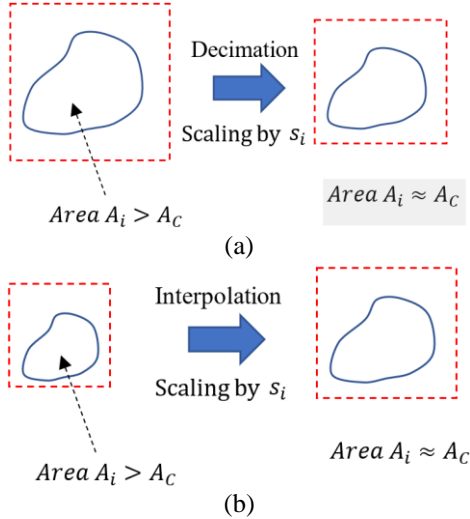 Decimation
Scaling by s_i
Area A_i > A_C
Area A_i ≈ A_C
(a)
Interpolation
Scaling by s_i
Area A_i > A_C
Area A_i ≈ A_C
(b)